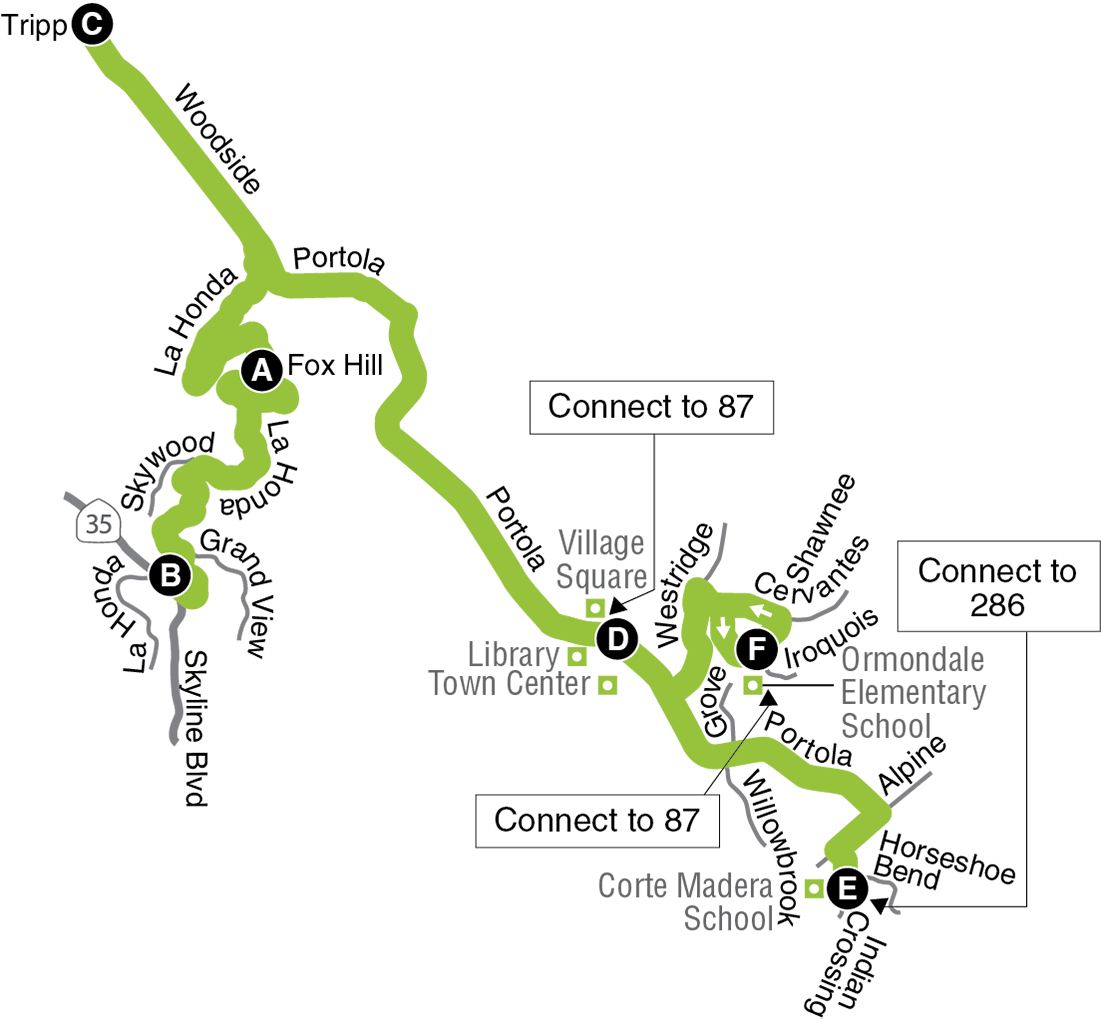 Tripp
C
Woodside
Portola
La Honda
A
Fox Hill
La Honda
Skywood
35
B
Grand View
La Honda
Skyline Blvd
Portola
Connect to 87
Village
Square
D
Library
Town Center
Westridge
Shawnee
Cervantes
F
Iroquois
Grove
Ormondale
Elementary
School
Connect to
286
Portola
Alpine
Connect to 87
Willowbrook
Horseshoe
Bend
Corte Madera
School
E
Indian
Crossing